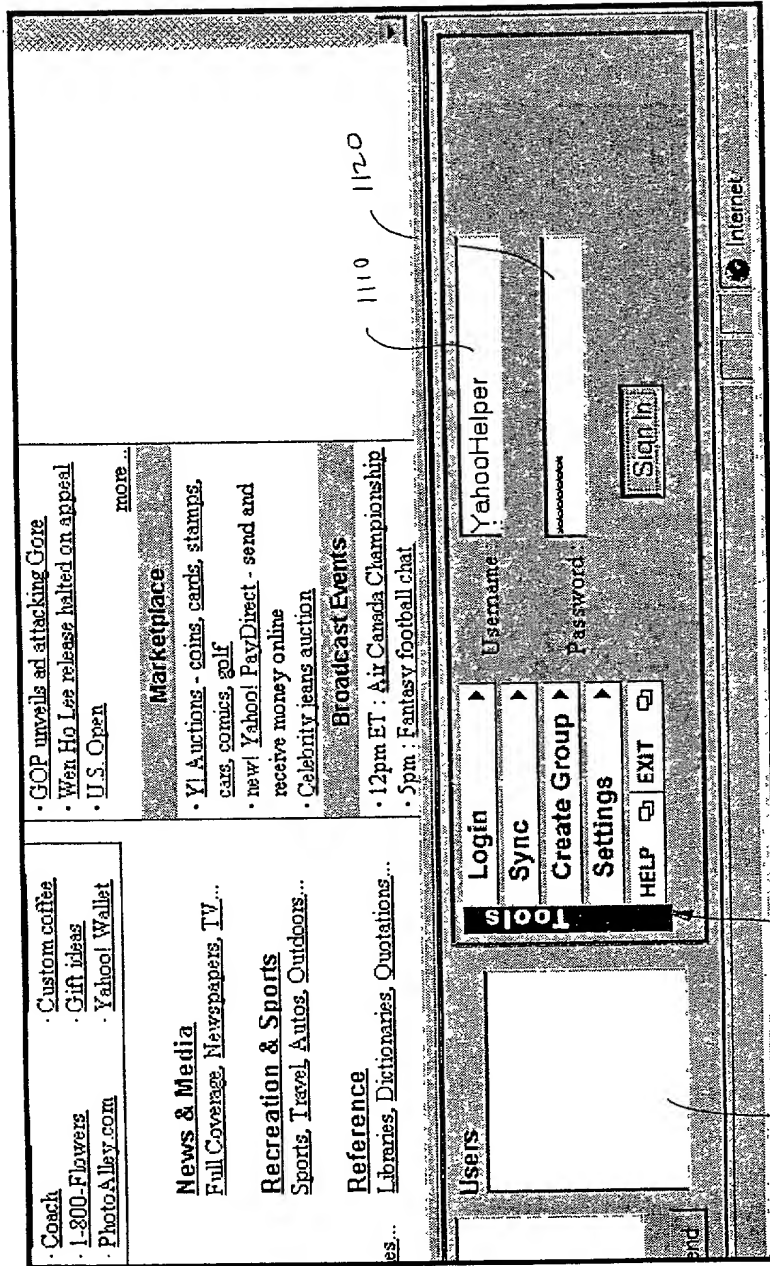 · Coach
· 1-800-Flowers
· PhotoAlley.com
· Custom coffee
· Gift ideas
· Yahoo! Wallet
News & Media
Full Coverage, Newspapers, TV...
Recreation & Sports
Sports, Travel, Autos, Outdoors...
Reference
es... Libraries, Dictionaries, Quotations...
· GOP unveils ad attacking Gore
· Wen Ho Lee release halted on appeal
· U.S. Open
more...
Marketplace
· Y! Auctions - coins, cards, stamps,
cars, comics, golf
· new! Yahoo! PayDirect - send and
receive money online
· Celebrity jeans auction
Broadcast Events
· 12pm ET : Air Canada Championship
· 5pm : Fantasy football chat
1110
1120
Users
end
Tools
Login
Sync
Create Group
Settings
HELP EXIT
Username : YahooHelper
Password : xxxxxxxxxx
Sign In
Internet